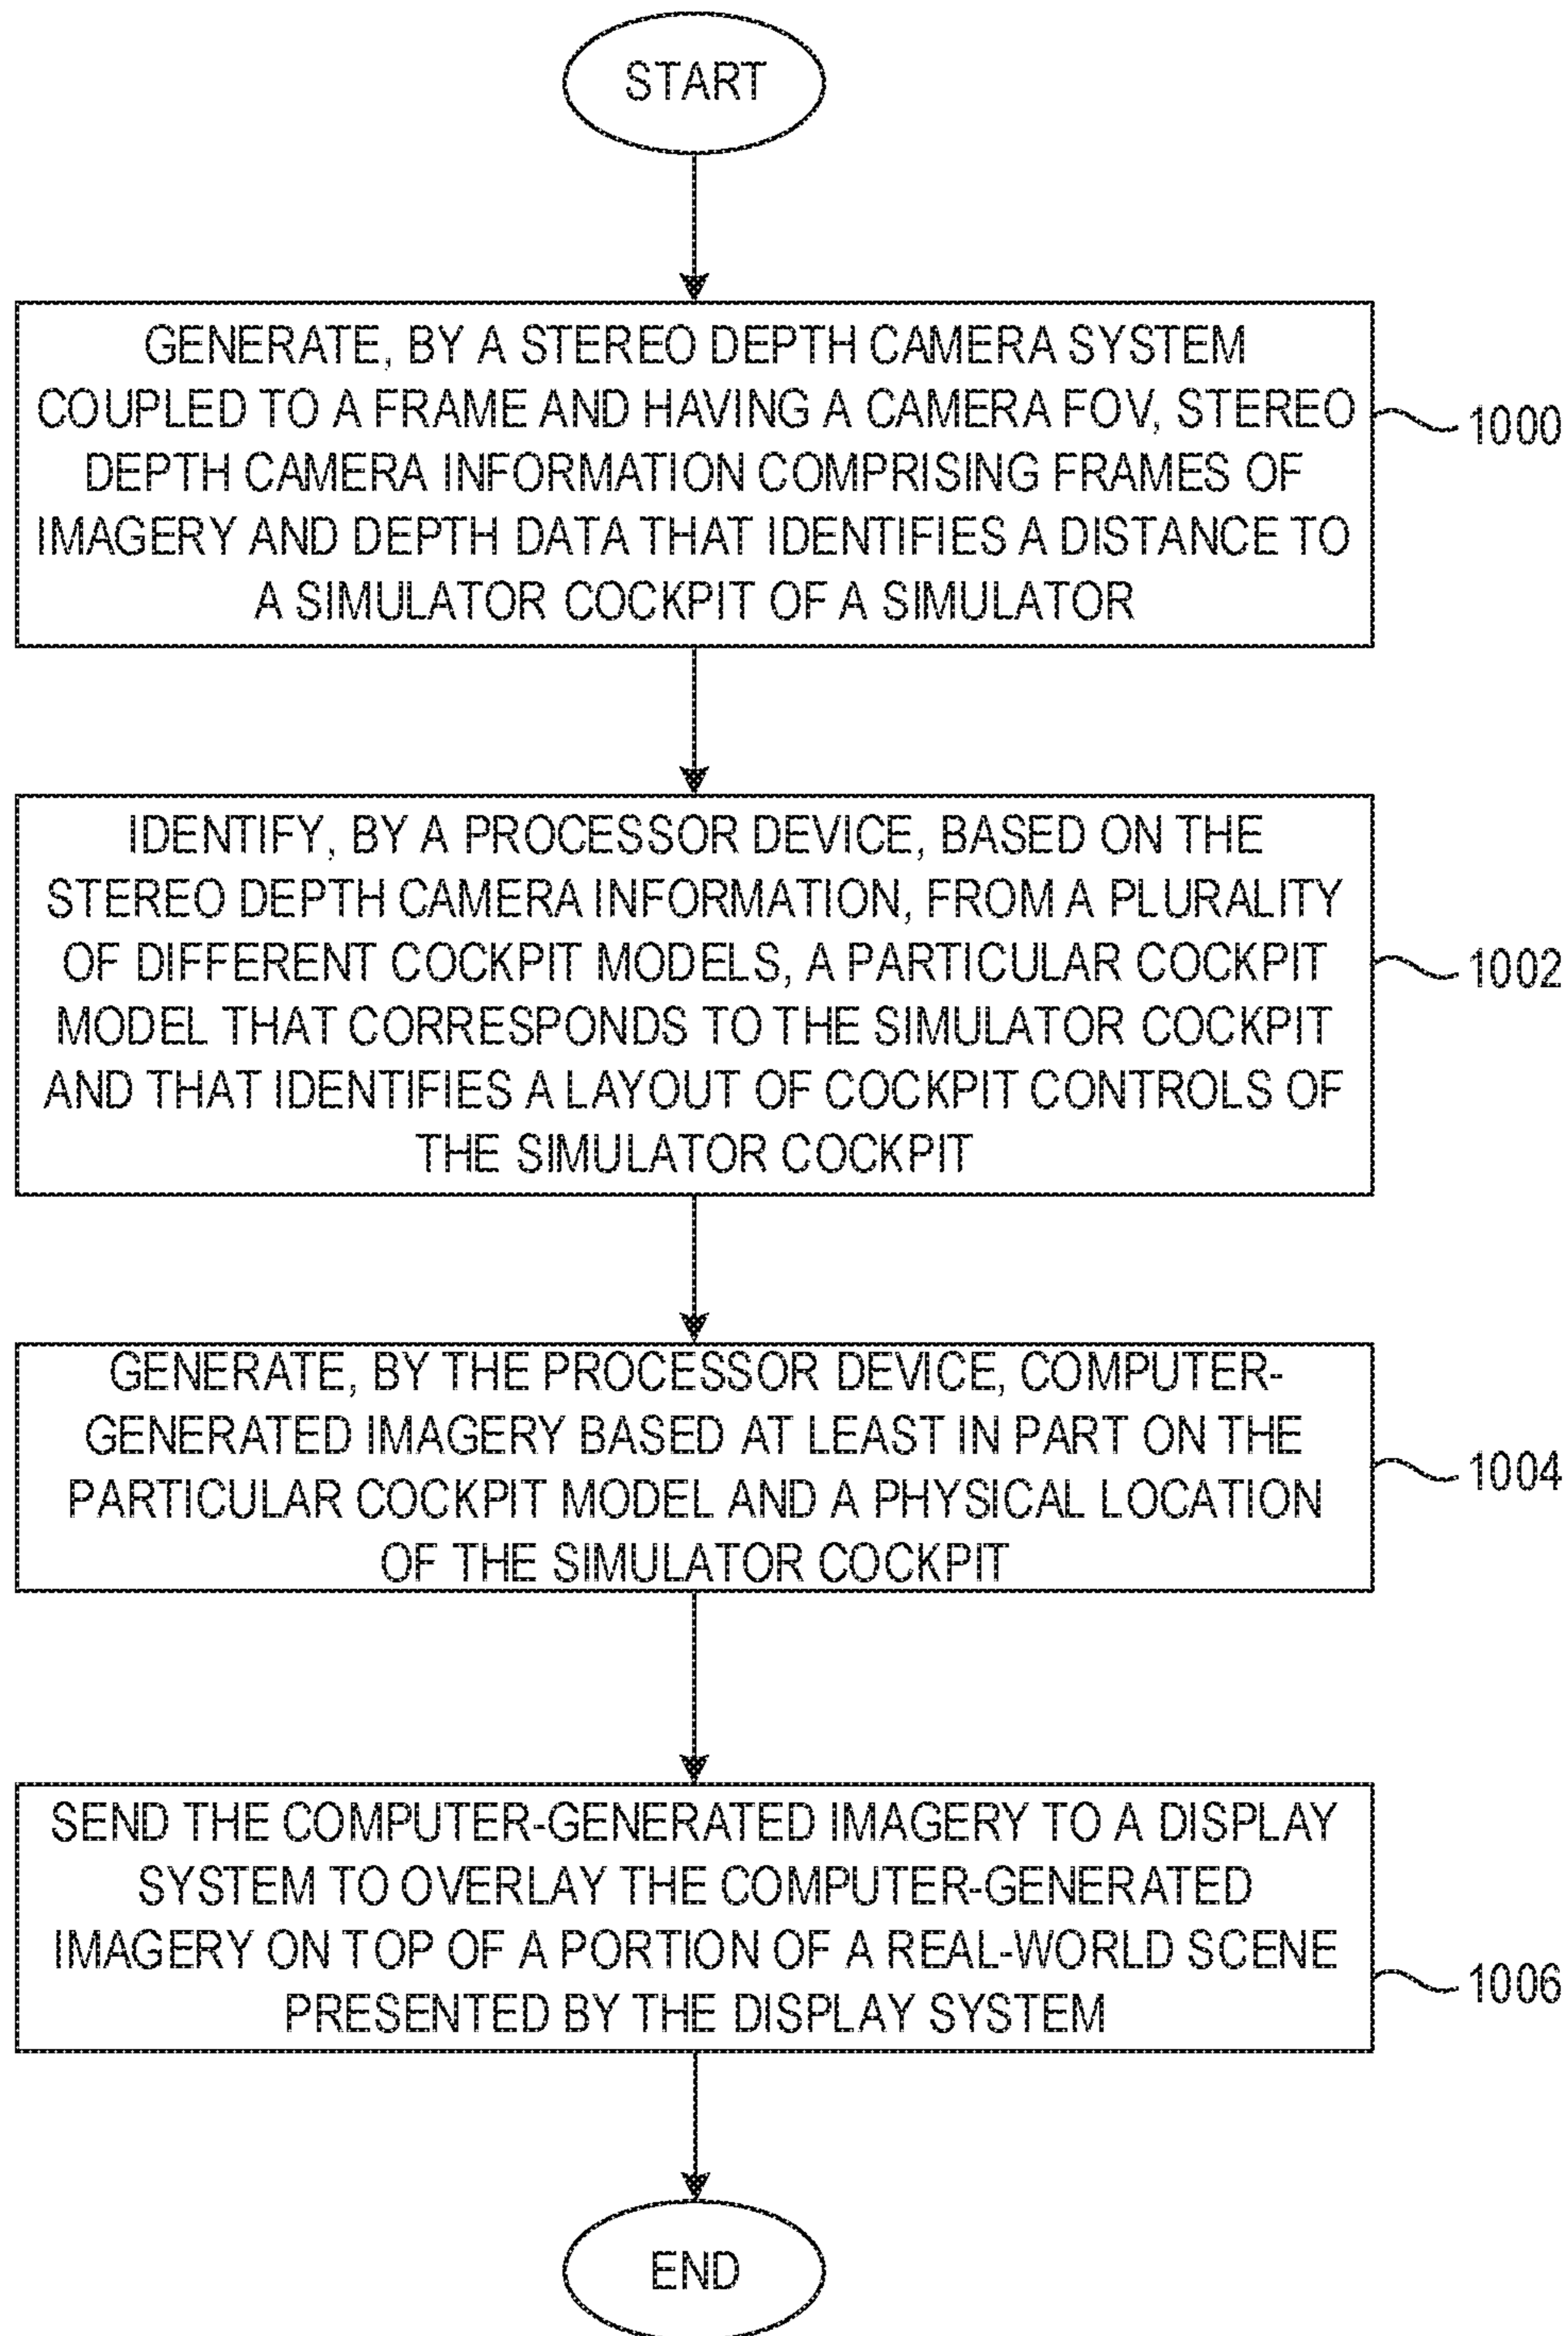 START
GENERATE, BY A STEREO DEPTH CAMERA SYSTEM
COUPLED TO A FRAME AND HAVING A CAMERA FOV, STEREO
DEPTH CAMERA INFORMATION COMPRISING FRAMES OF
IMAGERY AND DEPTH DATA THAT IDENTIFIES A DISTANCE TO
A SIMULATOR COCKPIT OF A SIMULATOR
1000
IDENTIFY, BY A PROCESSOR DEVICE, BASED ON THE
STEREO DEPTH CAMERA INFORMATION, FROM A PLURALITY
OF DIFFERENT COCKPIT MODELS, A PARTICULAR COCKPIT
MODEL THAT CORRESPONDS TO THE SIMULATOR COCKPIT
AND THAT IDENTIFIES A LAYOUT OF COCKPIT CONTROLS OF
THE SIMULATOR COCKPIT
1002
GENERATE, BY THE PROCESSOR DEVICE, COMPUTER-
GENERATED IMAGERY BASED AT LEAST IN PART ON THE
PARTICULAR COCKPIT MODEL AND A PHYSICAL LOCATION
OF THE SIMULATOR COCKPIT
1004
SEND THE COMPUTER-GENERATED IMAGERY TO A DISPLAY
SYSTEM TO OVERLAY THE COMPUTER-GENERATED
IMAGERY ON TOP OF A PORTION OF A REAL-WORLD SCENE
PRESENTED BY THE DISPLAY SYSTEM
1006
END